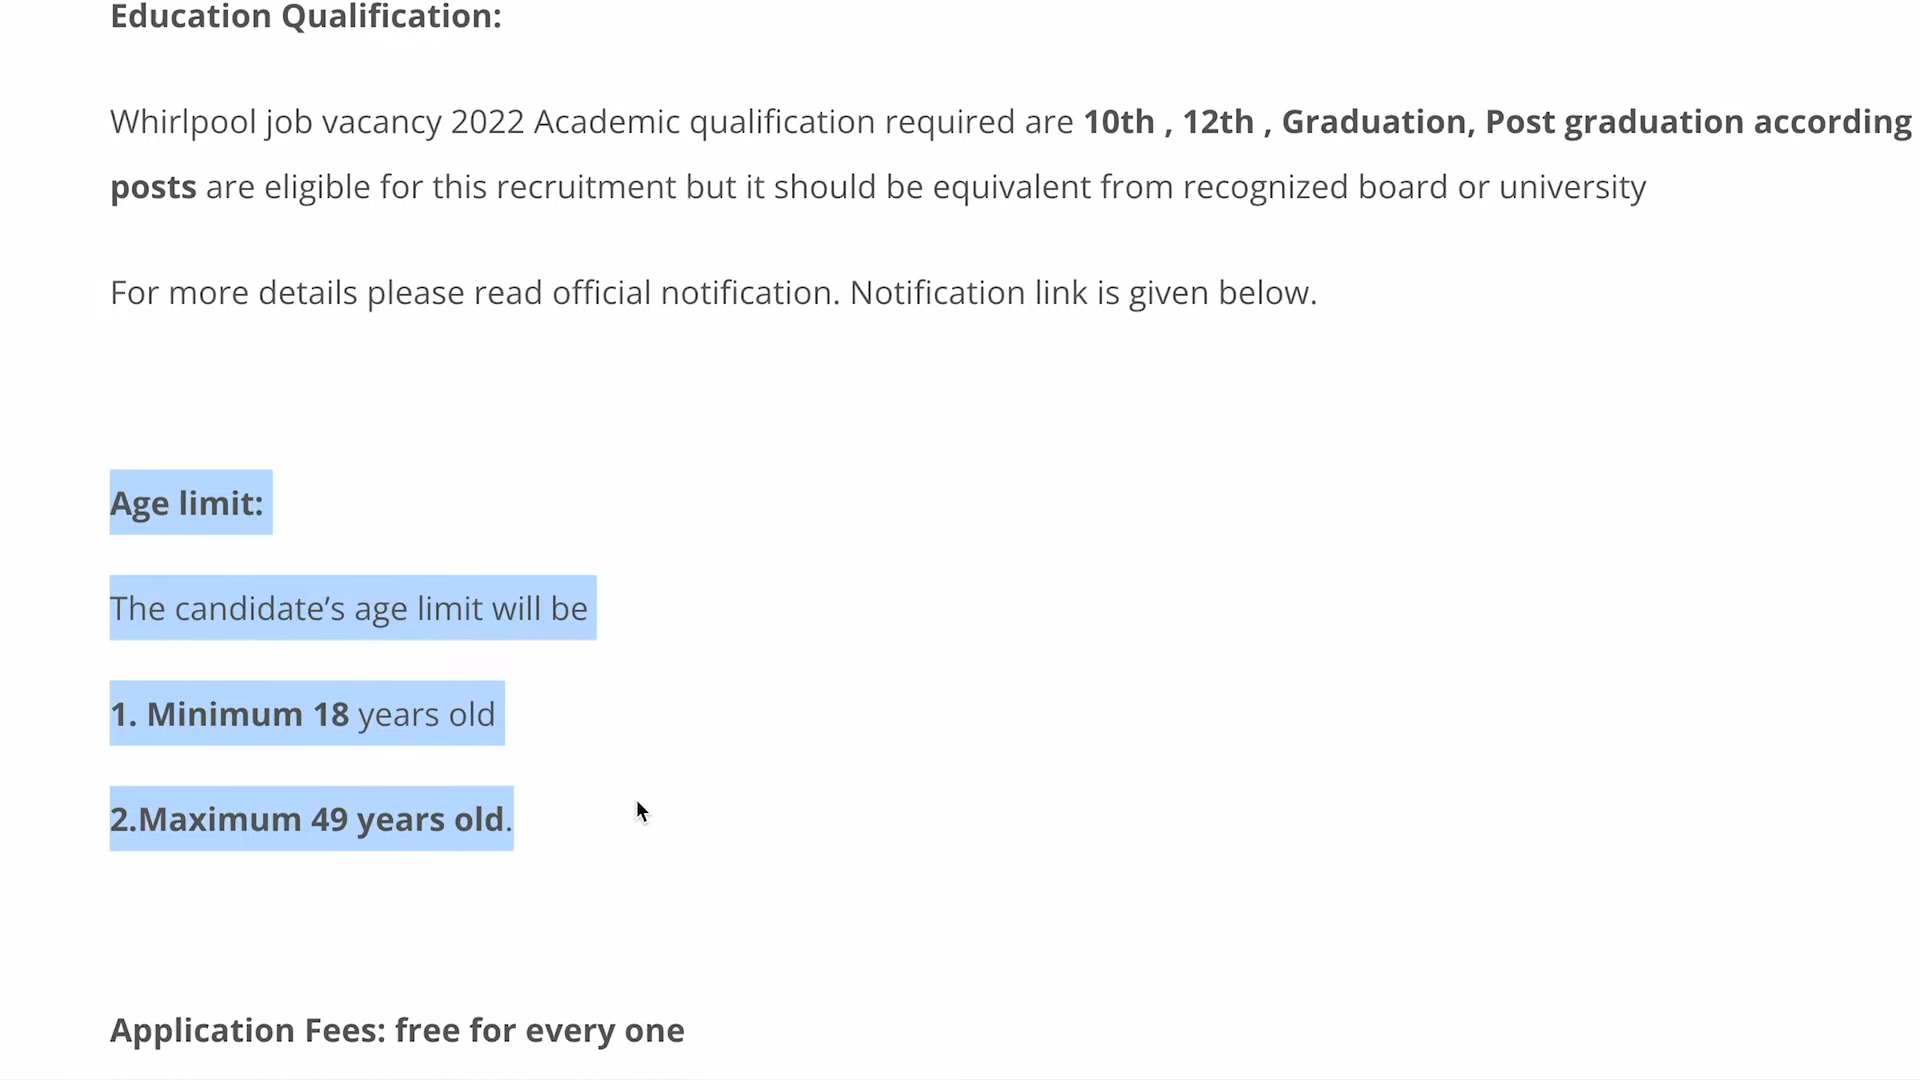 Education Qualification:
Whirlpool job vacancy 2022 Academic qualification required are 10th , 12th , Graduation, Post graduation according
posts are eligible for this recruitment but it should be equivalent from recognized board or university
For more details please read official notification. Notification link is given below.
Age limit:
The candidate’s age limit will be
1. Minimum 18 years old
2.Maximum 49 years old.
Application Fees: free for every one